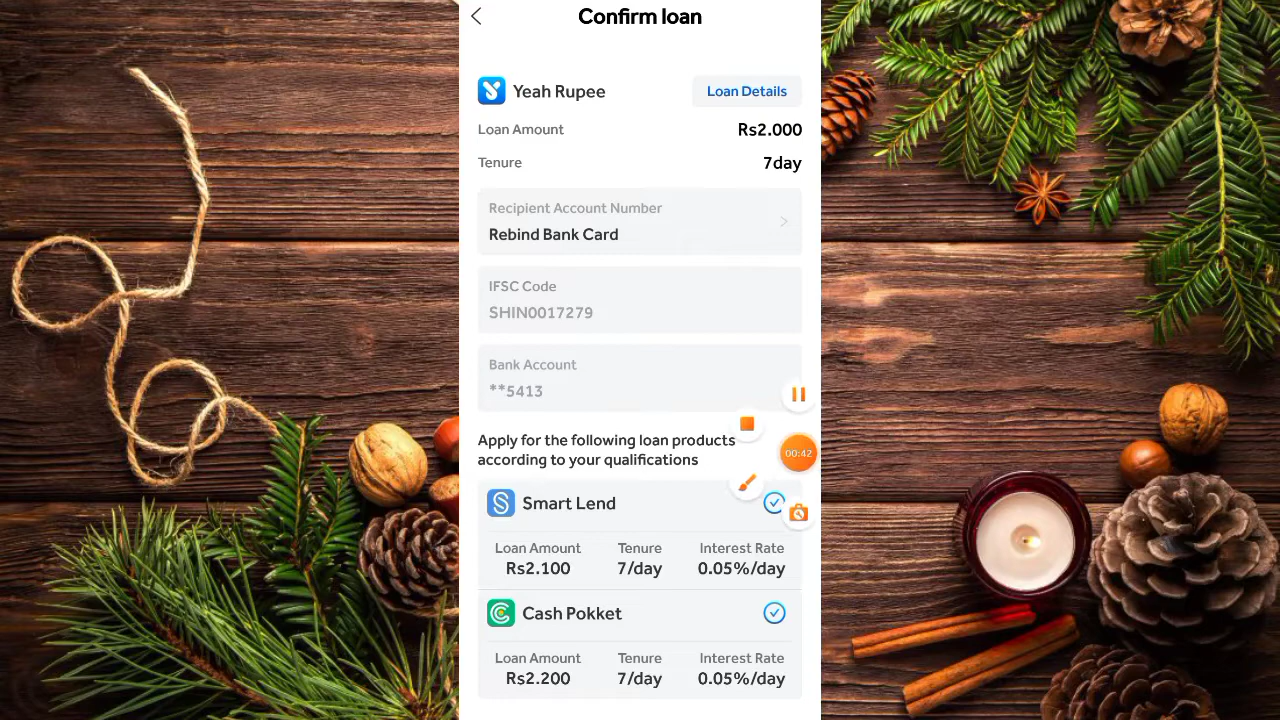 Confirm loan
Yeah Rupee
Loan Details
Loan Amount
Rs2.000
Tenure
7day
Recipient Account Number
Rebind Bank Card
IFSC Code
SHIN0017279
Bank Account
**5413
Apply for the following loan products
according to your qualifications
00:42
Smart Lend
Loan Amount Tenure Interest Rate
Rs2.100 7/day 0.05%/day
Cash Pokket
Loan Amount Tenure Interest Rate
Rs2.200 7/day 0.05%/day